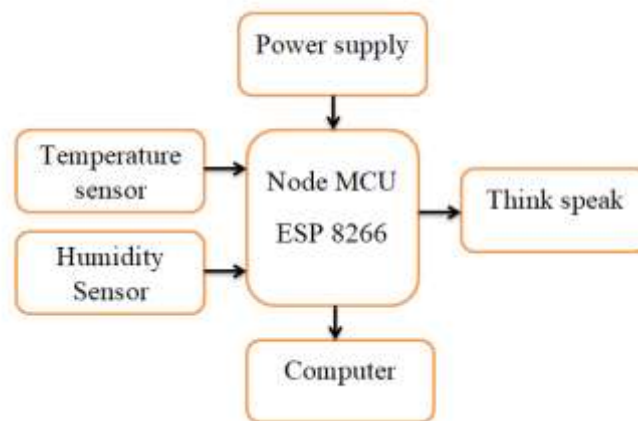 Power supply
Temperature
sensor
Node MCU
ESP 8266
Think speak
Humidity
Sensor
Computer